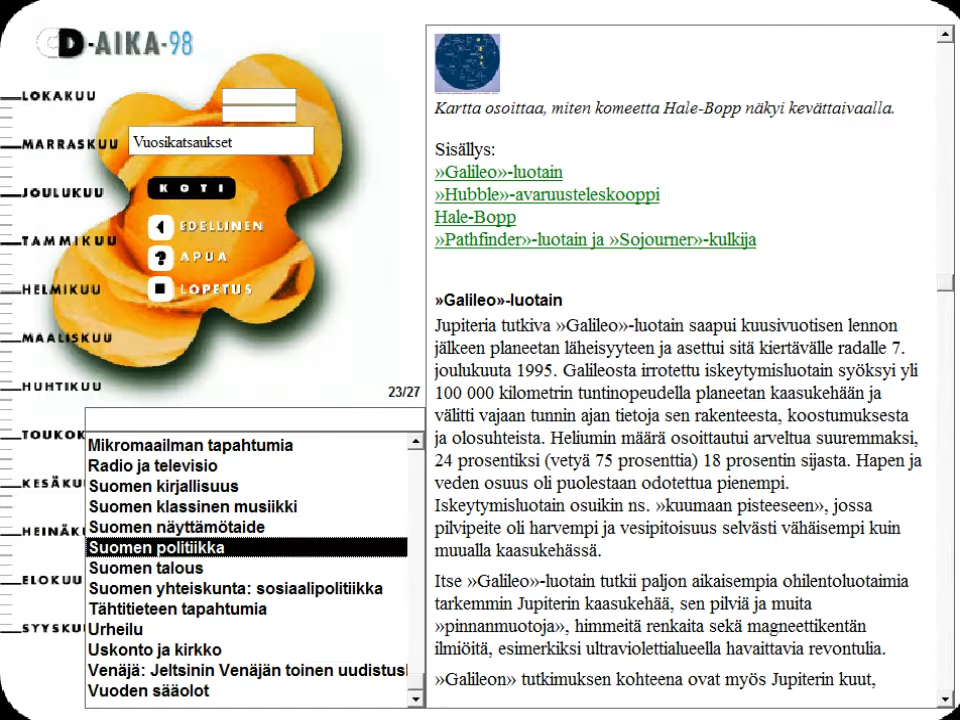 CD-AIKA-98
LOKAKUU
MARRASKUU
JOULUKUU
TAMMIKUU
HELMIKUU
MAALISKUU
HUHTIKUU
TOUKOK
KESÄKU
HEINÄK
ELOKUU
SYYSKU
Vuosikatsaukset
KOTI
EDELLINEN
APUA
LOPETUS
23/27
Mikromaailman tapahtumia
Radio ja televisio
Suomen kirjallisuus
Suomen klassinen musiikki
Suomen näyttämötaide
Suomen politiikka
Suomen talous
Suomen yhteiskunta: sosiaalipolitiikka
Tähtitieteen tapahtumia
Urheilu
Uskonto ja kirkko
Venäjä: Jeltsinin Venäjän toinen uudistusl
Vuoden sääolot
Kartta osoittaa, miten komeetta Hale-Bopp näkyi kevättaivaalla.
Sisällys:
»Galileo»-luotain
»Hubble»-avaruusteleskooppi
Hale-Bopp
»Pathfinder»-luotain ja »Sojourner»-kulkija
»Galileo»-luotain
Jupiteria tutkiva »Galileo»-luotain saapui kuusivuotisen lennon
jälkeen planeetan läheisyyteen ja asettui sitä kiertävälle radalle 7.
joulukuuta 1995. Galileosta irrotettu iskeytymisluotain syöksyi yli
100 000 kilometrin tuntinopeudella planeetan kaasukehään ja
välitti vajaan tunnin ajan tietoja sen rakenteesta, koostumuksesta
ja olosuhteista. Heliumin määrä osoittautui arveltua suuremmaksi,
24 prosentiksi (vetyä 75 prosenttia) 18 prosentin sijasta. Hapen ja
veden osuus oli puolestaan odotettua pienempi.
Iskeytymisluotain osuikin ns. »kuumaan pisteeseen», jossa
pilvipeite oli harvempi ja vesipitoisuus selvästi vähäisempi kuin
muualla kaasukehässä.
Itse »Galileo»-luotain tutkii paljon aikaisempia ohilentoluotaimia
tarkemmin Jupiterin kaasukehää, sen pilviä ja muita
»pinnanmuotoja», himmeitä renkaita sekä magneettikentän
ilmiöitä, esimerkiksi ultraviolettialueella havaittavia revontulia.
»Galileon» tutkimuksen kohteena ovat myös Jupiterin kuut,